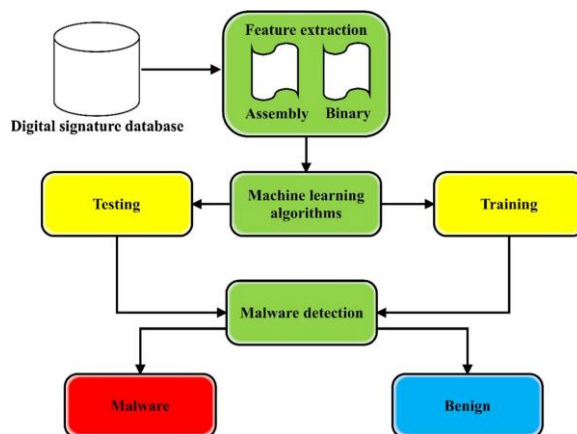 Feature extraction
Assembly
Binary
Digital signature database
Testing
Machine learning
algorithms
Training
Malware detection
Malware
Benign